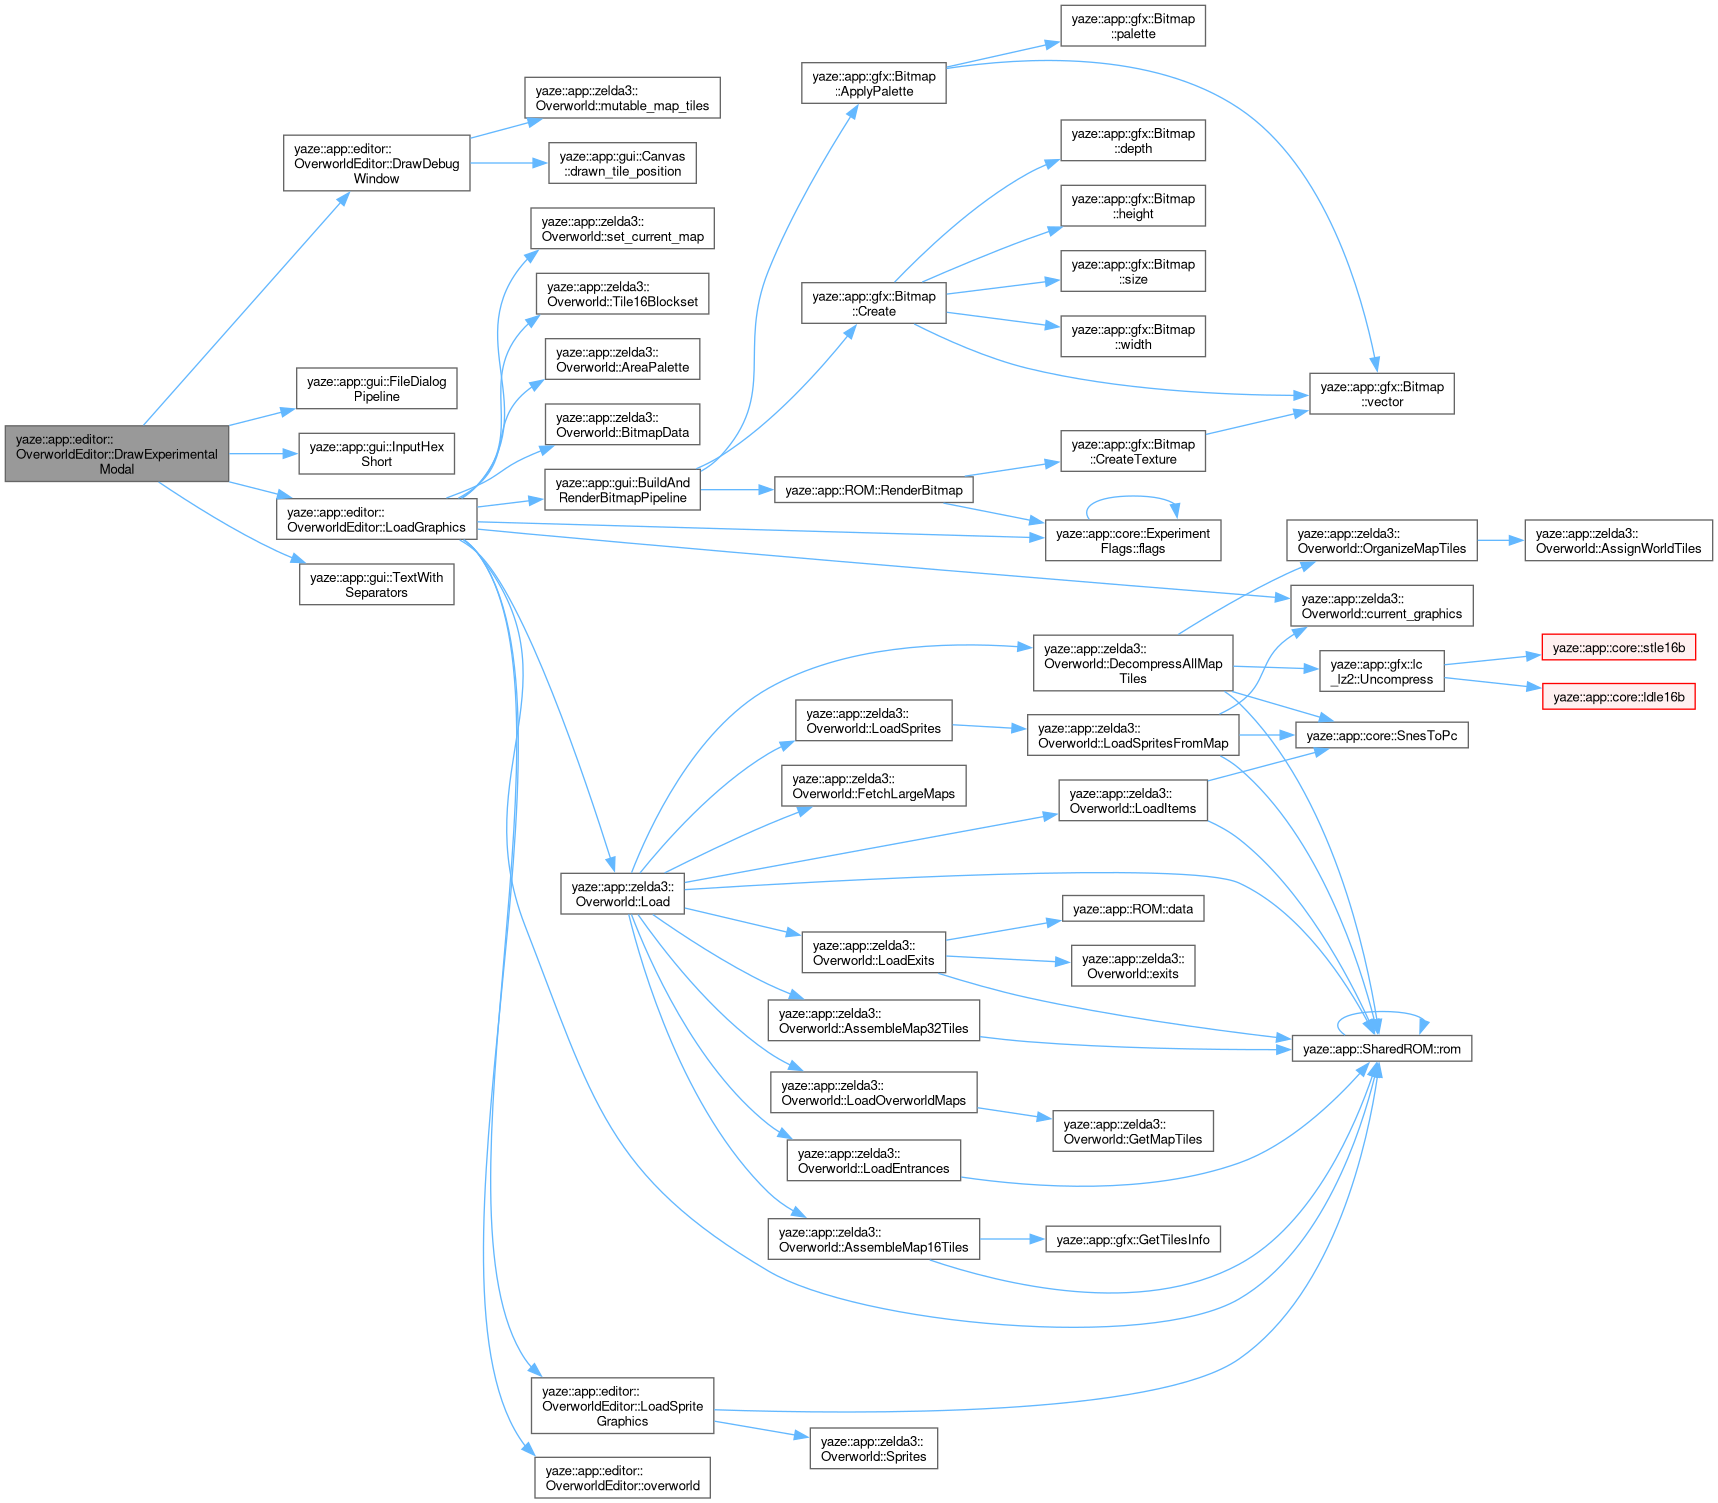 yaze::app::editor::
OverworldEditor::DrawExperimental
Modal
yaze::app::editor::
OverworldEditor::DrawDebug
Window
yaze::app::zelda3::
Overworld::mutable_map_tiles
yaze::app::gui::Canvas
::drawn_tile_position
yaze::app::gui::FileDialog
Pipeline
yaze::app::gui::InputHex
Short
yaze::app::editor::
OverworldEditor::LoadGraphics
yaze::app::gui::TextWith
Separators
yaze::app::zelda3::
Overworld::set_current_map
yaze::app::zelda3::
Overworld::Tile16Blockset
yaze::app::zelda3::
Overworld::AreaPalette
yaze::app::zelda3::
Overworld::BitmapData
yaze::app::gui::BuildAnd
RenderBitmapPipeline
yaze::app::gfx::Bitmap
::ApplyPalette
yaze::app::gfx::Bitmap
::palette
yaze::app::gfx::Bitmap
::Create
yaze::app::gfx::Bitmap
::depth
yaze::app::gfx::Bitmap
::height
yaze::app::gfx::Bitmap
::size
yaze::app::gfx::Bitmap
::width
yaze::app::gfx::Bitmap
::vector
yaze::app::ROM::RenderBitmap
yaze::app::gfx::Bitmap
::CreateTexture
yaze::app::core::Experiment
Flags::flags
yaze::app::zelda3::
Overworld::Load
yaze::app::zelda3::
Overworld::DecompressAllMap
Tiles
yaze::app::zelda3::
Overworld::OrganizeMapTiles
yaze::app::zelda3::
Overworld::AssignWorldTiles
yaze::app::zelda3::
Overworld::current_graphics
yaze::app::gfx::lc
_lz2::Uncompress
yaze::app::core::stle16b
yaze::app::core::ldle16b
yaze::app::core::SnesToPc
yaze::app::zelda3::
Overworld::LoadSprites
yaze::app::zelda3::
Overworld::LoadSpritesFromMap
yaze::app::zelda3::
Overworld::FetchLargeMaps
yaze::app::zelda3::
Overworld::LoadItems
yaze::app::zelda3::
Overworld::LoadExits
yaze::app::ROM::data
yaze::app::zelda3::
Overworld::exits
yaze::app::zelda3::
Overworld::AssembleMap32Tiles
yaze::app::SharedROM::rom
yaze::app::zelda3::
Overworld::LoadOverworldMaps
yaze::app::zelda3::
Overworld::GetMapTiles
yaze::app::zelda3::
Overworld::LoadEntrances
yaze::app::zelda3::
Overworld::AssembleMap16Tiles
yaze::app::gfx::GetTilesInfo
yaze::app::editor::
OverworldEditor::LoadSprite
Graphics
yaze::app::zelda3::
Overworld::Sprites
yaze::app::editor::
OverworldEditor::overworld